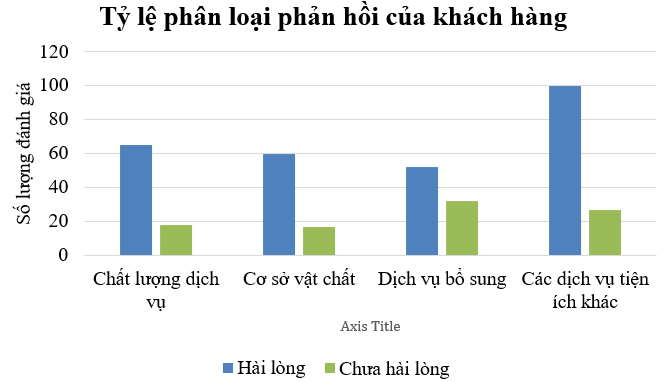 Tỷ lệ phân loại phản hồi của khách hàng
Số lượng đánh giá
120
100
80
60
40
20
0
Chất lượng dịch vụ
Cơ sở vật chất
Dịch vụ bổ sung
Các dịch vụ tiện ích khác
Axis Title
Hài lòng
Chưa hài lòng